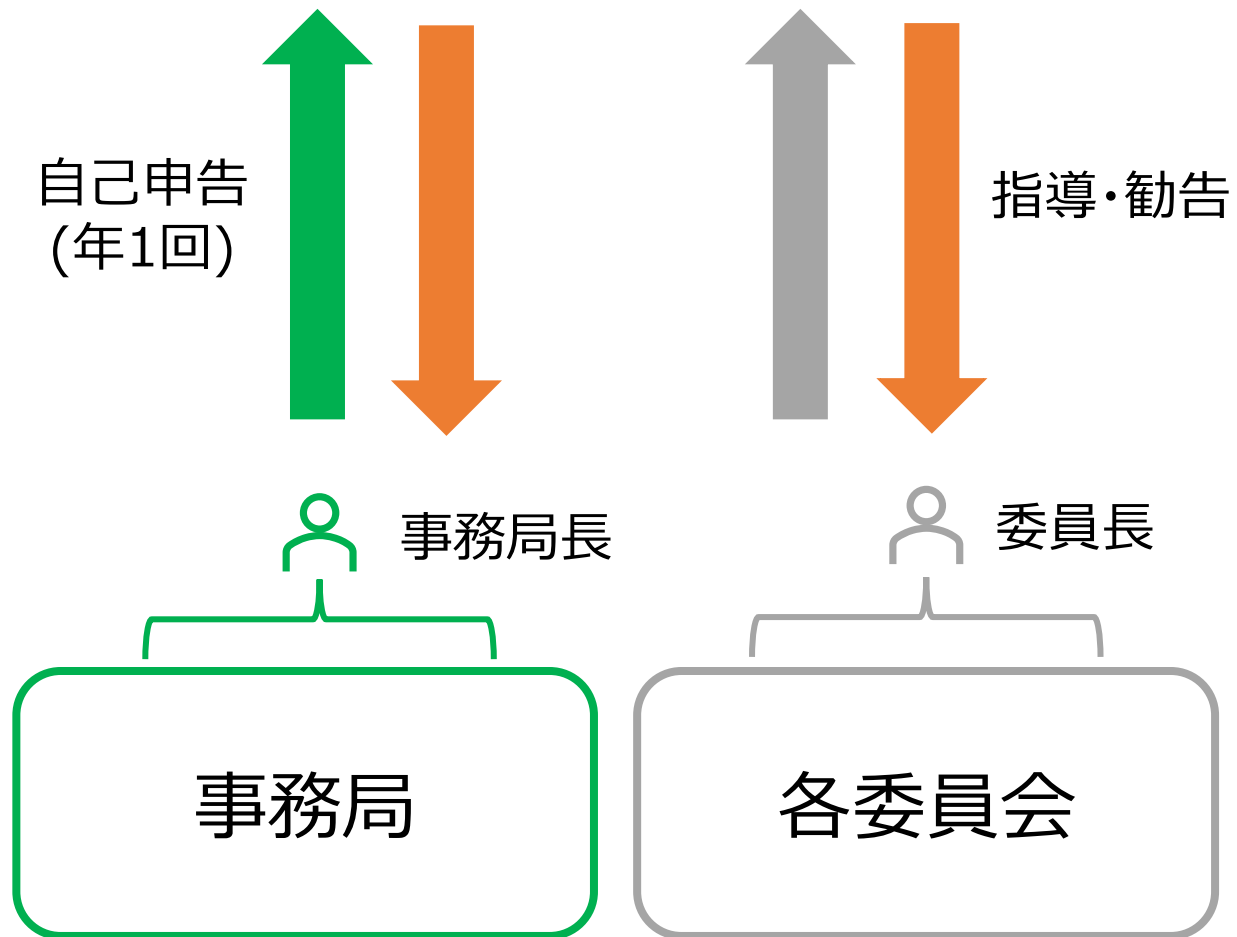 自己申告
(年1回)
指導・勧告
事務局長
委員長
事務局
各委員会